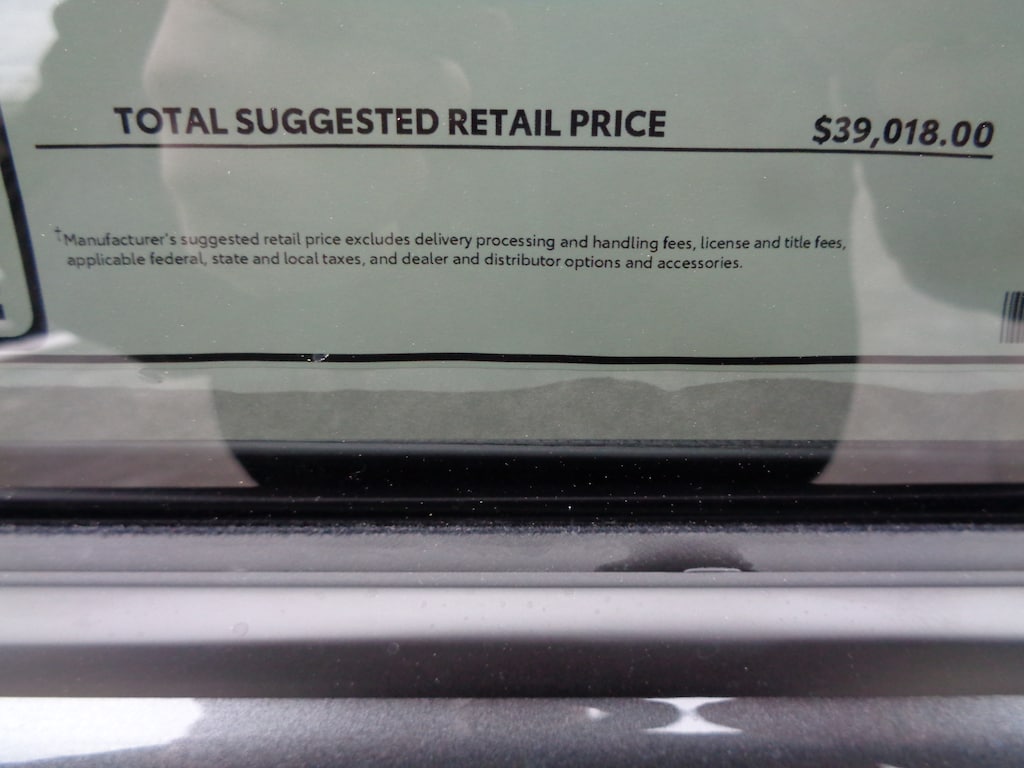 TOTAL SUGGESTED RETAIL PRICE $39,018.00
†Manufacturer's suggested retail price excludes delivery processing and handling fees, license and title fees,
applicable federal, state and local taxes, and dealer and distributor options and accessories.